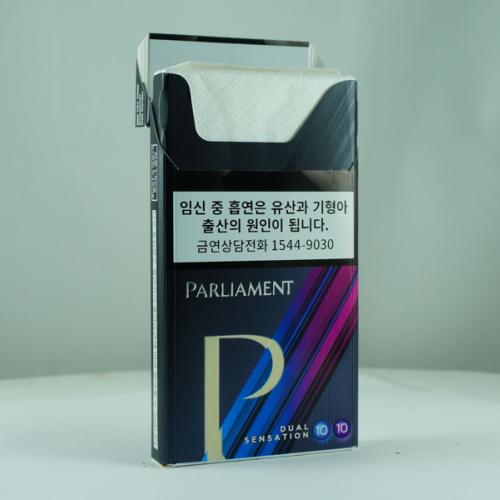 임신 중 흡연은 유산과 기형아
출산의 원인이 됩니다.
금연상담전화 1544-9030
PARLIAMENT
P
DUAL
SENSATION 10 10